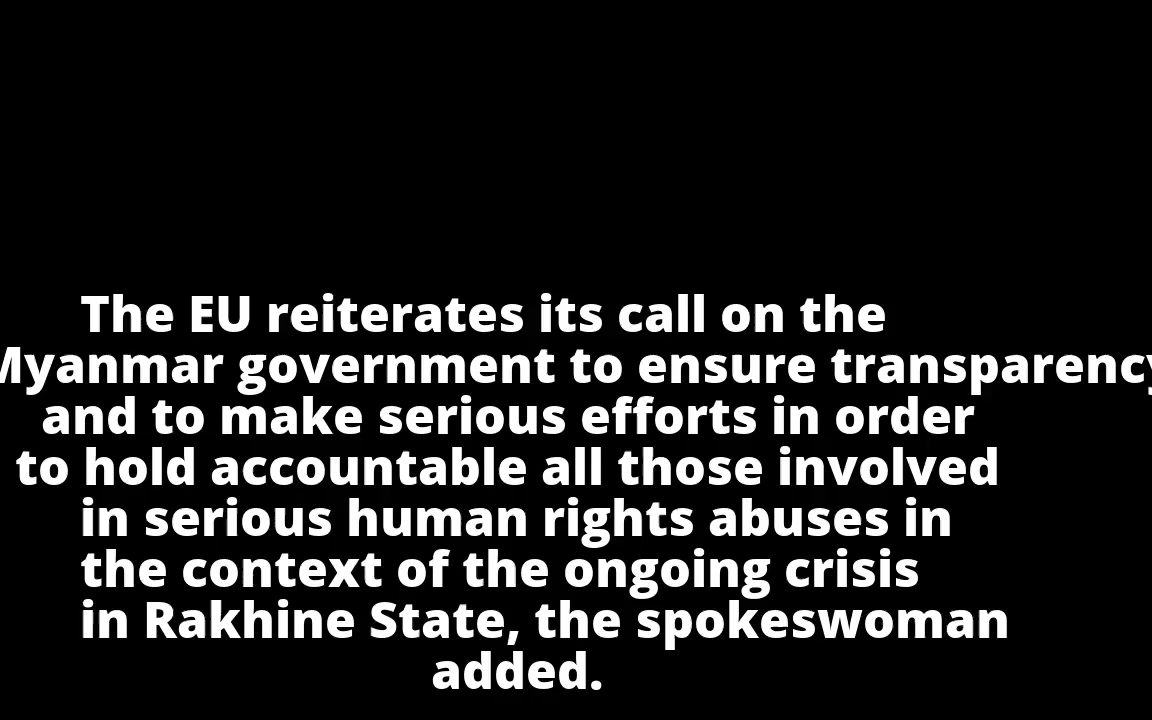 The EU reiterates its call on the
Myanmar government to ensure transparency
and to make serious efforts in order
to hold accountable all those involved
in serious human rights abuses in
the context of the ongoing crisis
in Rakhine State, the spokeswoman
added.